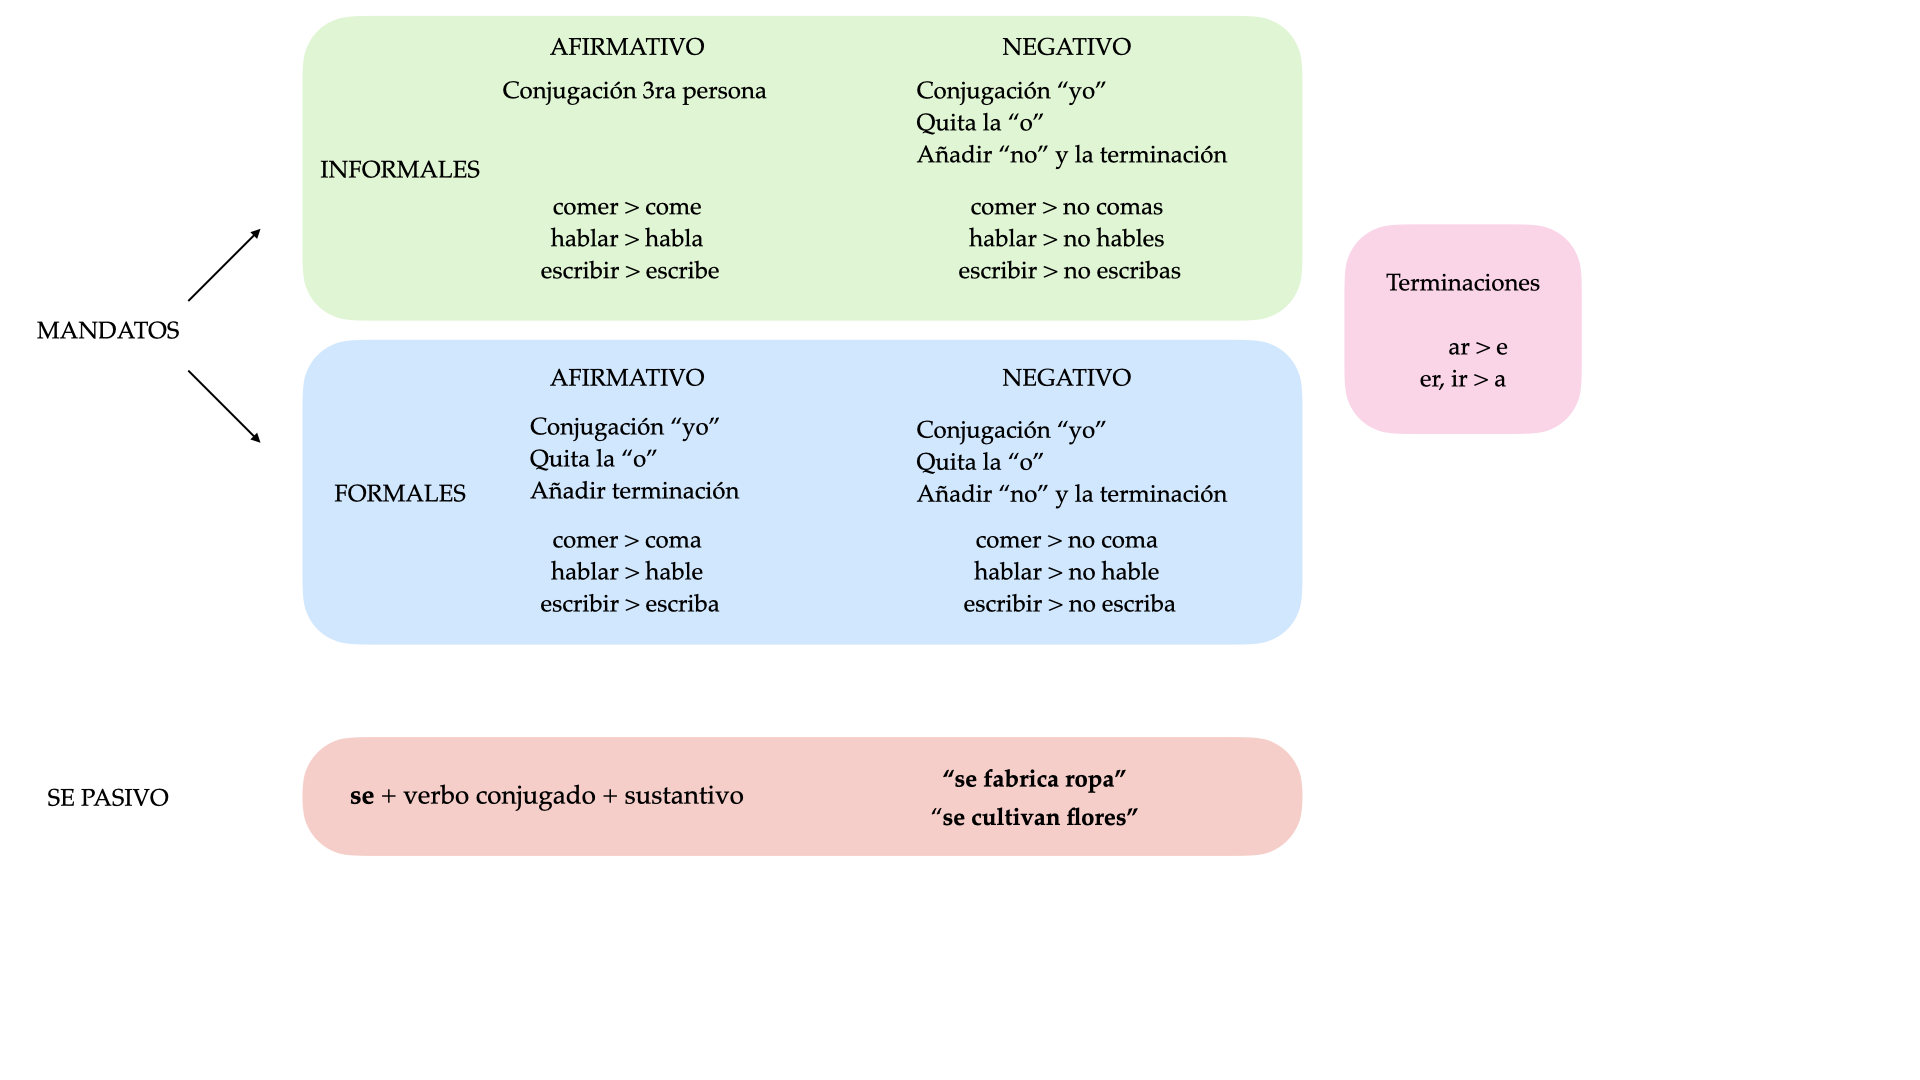 AFIRMATIVO
NEGATIVO
Conjugación 3ra persona
Conjugación “yo”
Quita la “o”
Añadir “no” y la terminación
INFORMALES
comer > come
hablar > habla
escribir > escribe
comer > no comas
hablar > no hables
escribir > no escribas
MANDATOS
Terminaciones
ar > e
er, ir > a
AFIRMATIVO
NEGATIVO
Conjugación “yo”
Quita la “o”
Añadir terminación
Conjugación “yo”
Quita la “o”
Añadir “no” y la terminación
FORMALES
comer > coma
hablar > hable
escribir > escriba
comer > no coma
hablar > no hable
escribir > no escriba
SE PASIVO
se + verbo conjugado + sustantivo
“se fabrica ropa”
“se cultivan flores”